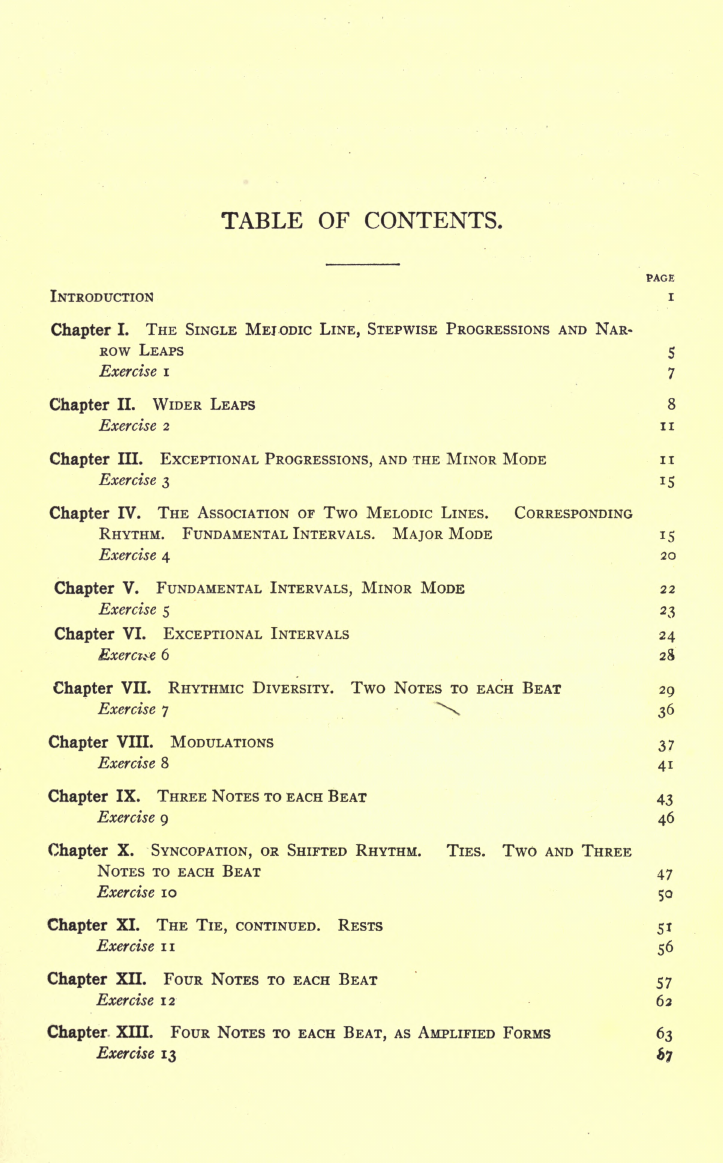 TABLE OF CONTENTS.
PAGE
INTRODUCTION 1
Chapter I. THE SINGLE MELODIC LINE, STEPWISE PROGRESSIONS AND NAR-
ROW LEAPS 5
Exercise 1 7
Chapter II. WIDER LEAPS 8
Exercise 2 11
Chapter III. EXCEPTIONAL PROGRESSIONS, AND THE MINOR MODE 11
Exercise 3 15
Chapter IV. THE ASSOCIATION OF TWO MELODIC LINES. CORRESPONDING
RHYTHM. FUNDAMENTAL INTERVALS. MAJOR MODE 15
Exercise 4 20
Chapter V. FUNDAMENTAL INTERVALS, MINOR MODE 22
Exercise 5 23
Chapter VI. EXCEPTIONAL INTERVALS 24
Exercise 6 28
Chapter VII. RHYTHMIC DIVERSITY. TWO NOTES TO EACH BEAT 29
Exercise 7 36
Chapter VIII. MODULATIONS 37
Exercise 8 41
Chapter IX. THREE NOTES TO EACH BEAT 43
Exercise 9 46
Chapter X. SYNCOPATION, OR SHIFTED RHYTHM. TIES. TWO AND THREE
NOTES TO EACH BEAT 47
Exercise 10 50
Chapter XI. THE TIE, CONTINUED. RESTS 51
Exercise 11 56
Chapter XII. FOUR NOTES TO EACH BEAT 57
Exercise 12 62
Chapter XIII. FOUR NOTES TO EACH BEAT, AS AMPLIFIED FORMS 63
Exercise 13 67